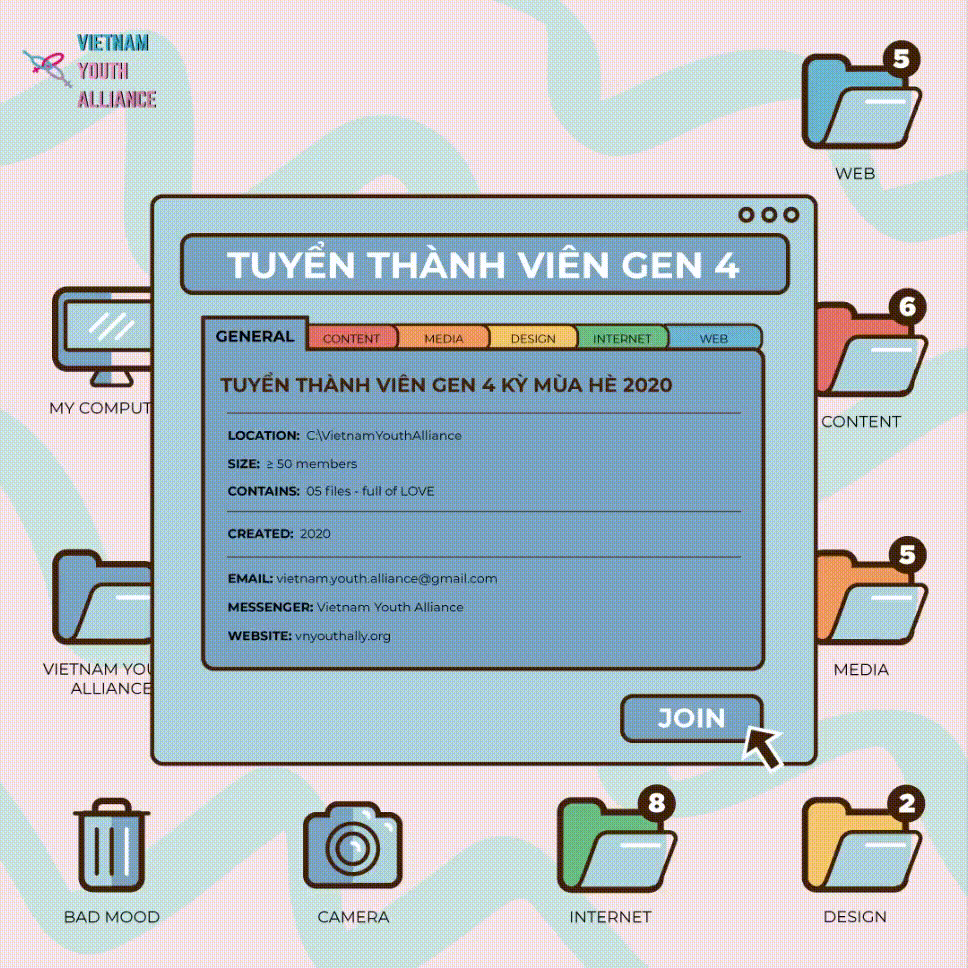 VIETNAM
YOUTH
ALLIANCE
5
WEB
TUYỂN THÀNH VIÊN GEN 4
GENERAL CONTENT MEDIA DESIGN INTERNET WEB
TUYỂN THÀNH VIÊN GEN 4 KỲ MÙA HÈ 2020
LOCATION: C:\VietnamYouthAlliance
SIZE: ≥ 50 members
CONTAINS: 05 files - full of LOVE
CREATED: 2020
EMAIL: vietnam.youth.alliance@gmail.com
MESSENGER: Vietnam Youth Alliance
WEBSITE: vnyouthally.org
JOIN
MY COMPUT
6
CONTENT
VIETNAM YOU
ALLIANCE
5
MEDIA
BAD MOOD
CAMERA
8
INTERNET
2
DESIGN